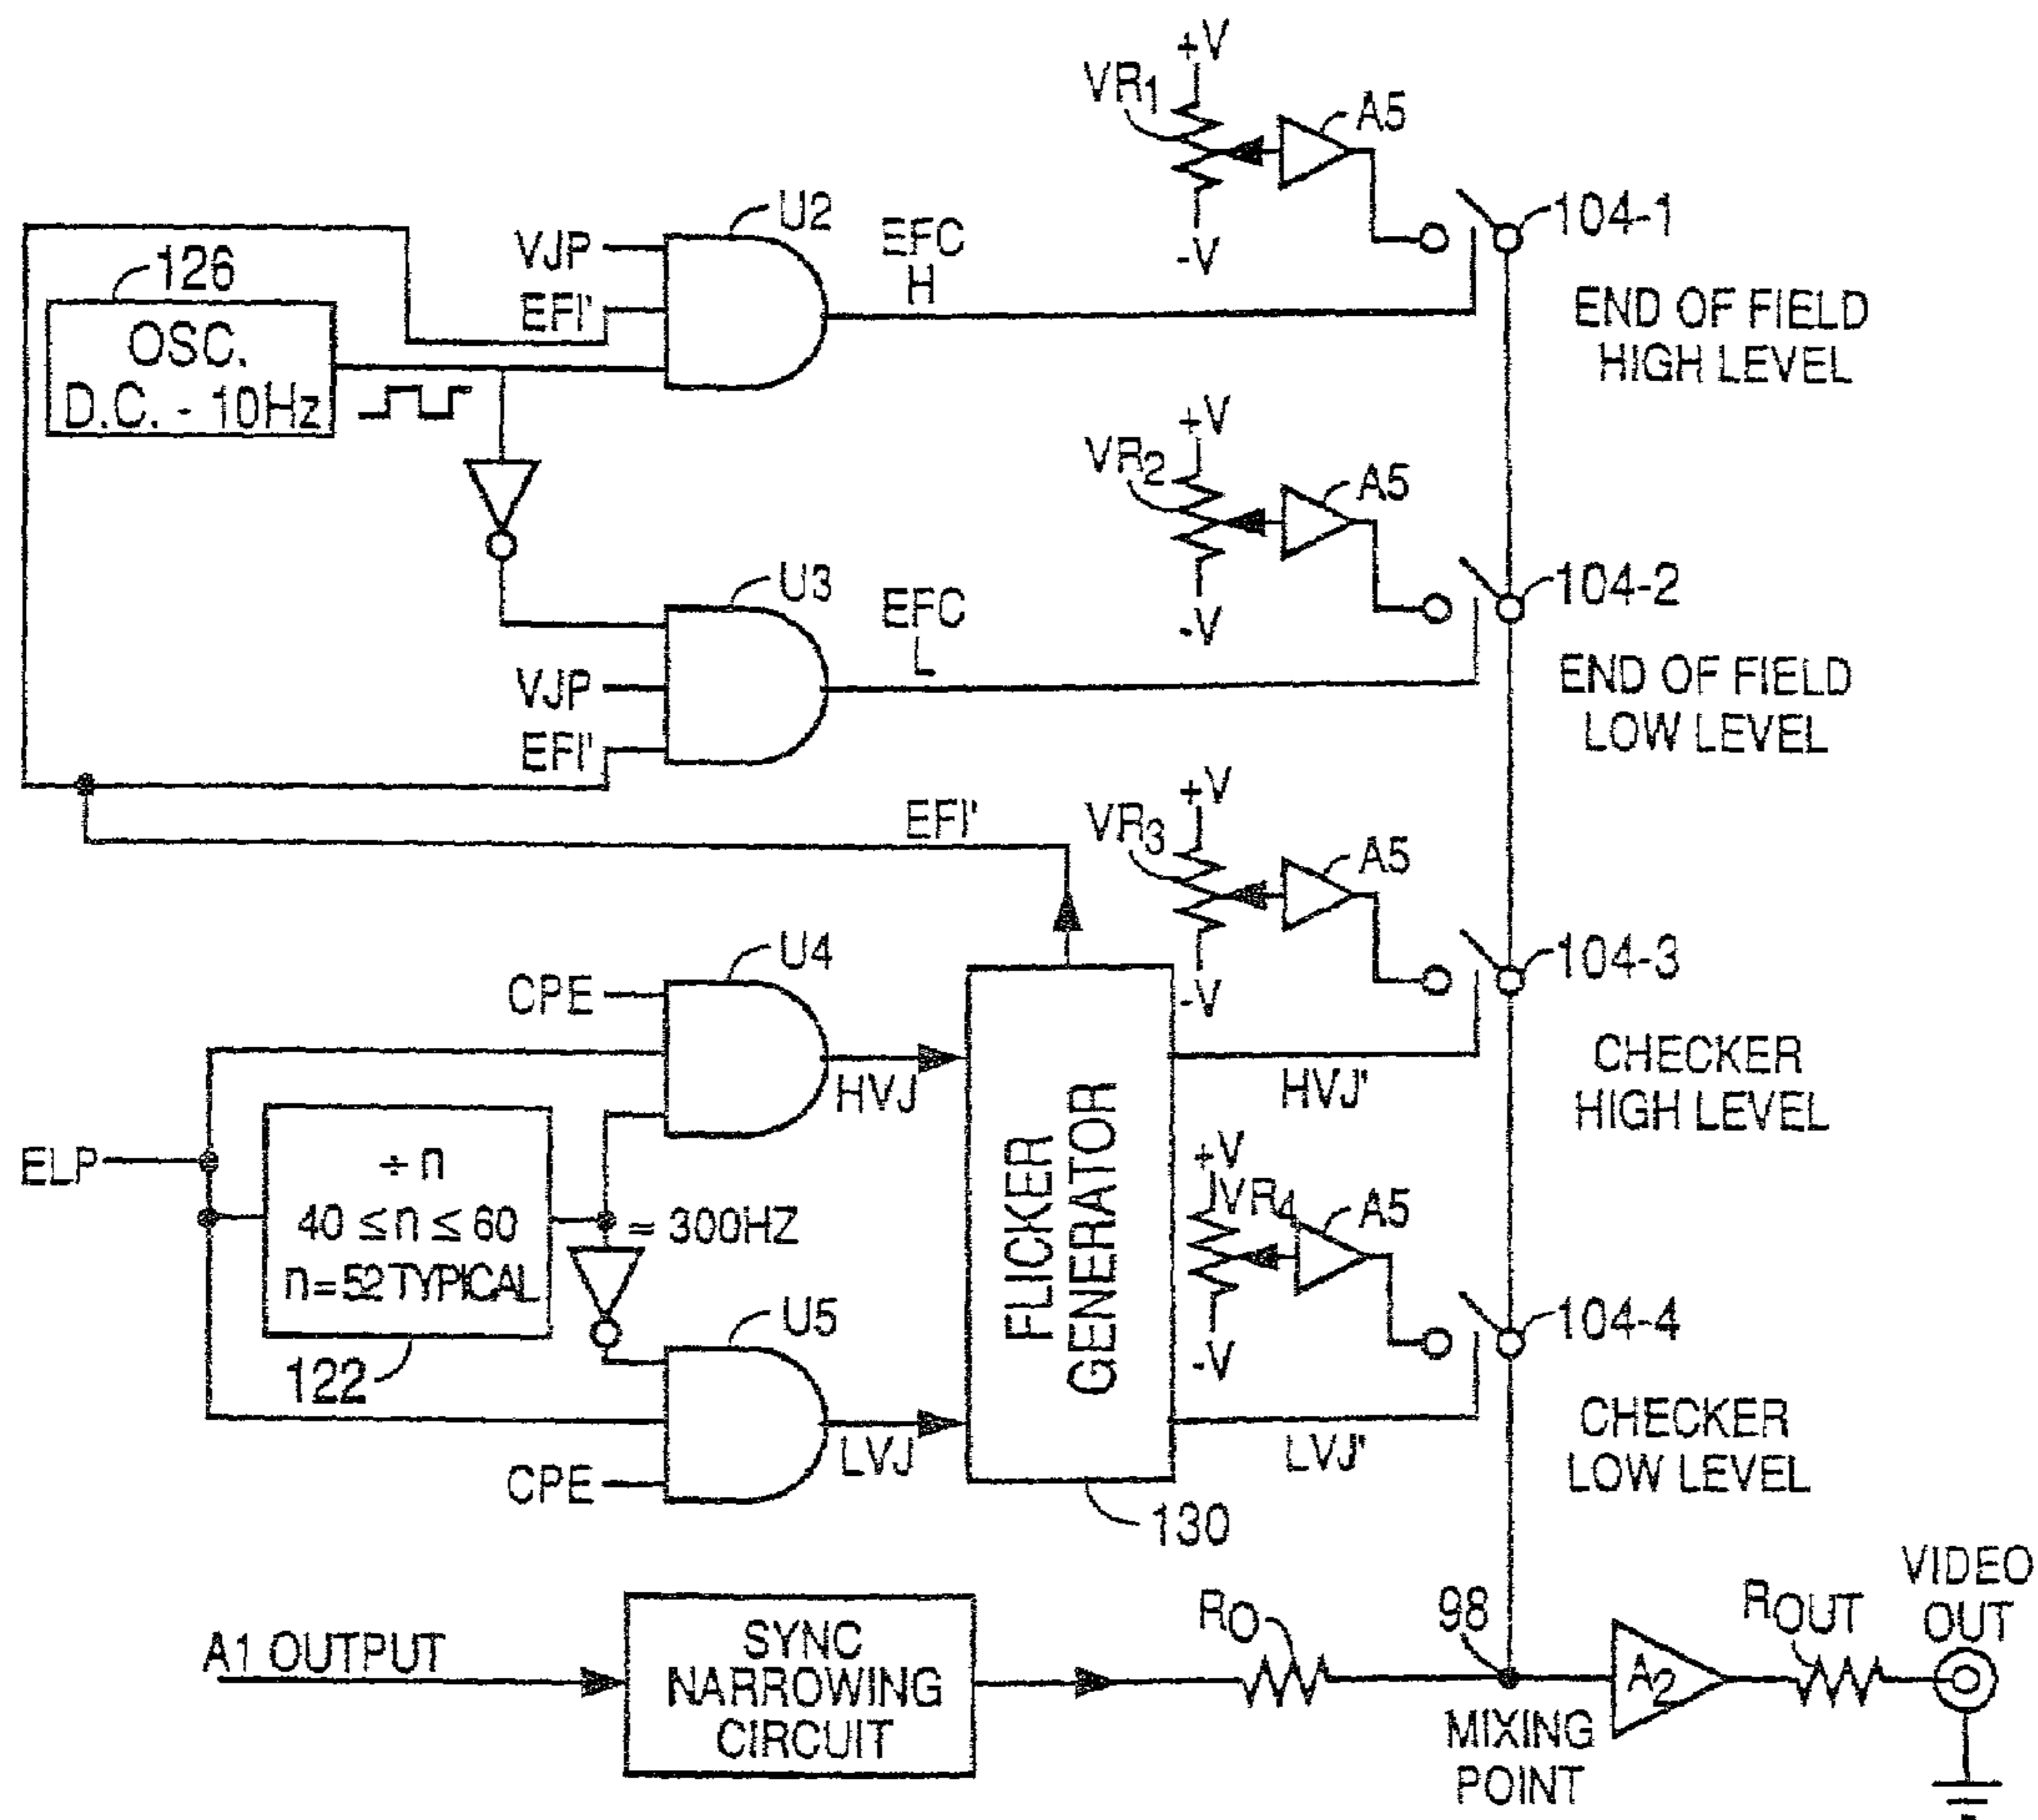 +V
VR1
A5
-V
104-1
END OF FIELD
HIGH LEVEL
U2
VJP
EFI'
EFC
H
126
OSC.
D.C. - 10Hz
+V
VR2
A5
-V
104-2
END OF FIELD
LOW LEVEL
U3
VJP
EFI'
EFC
L
EFI'
+V
VR3
A5
-V
104-3
CHECKER
HIGH LEVEL
U4
CPE
HVJ
HVJ'
ELP
÷ n
40 ≤ n ≤ 60
n=52 TYPICAL
122
= 300HZ
FLICKER
GENERATOR
130
+V
VR4
A5
-V
104-4
CHECKER
LOW LEVEL
U5
CPE
LVJ
LVJ'
A1 OUTPUT
SYNC
NARROWING
CIRCUIT
RO
98
MIXING
POINT
A2
ROUT
VIDEO
OUT